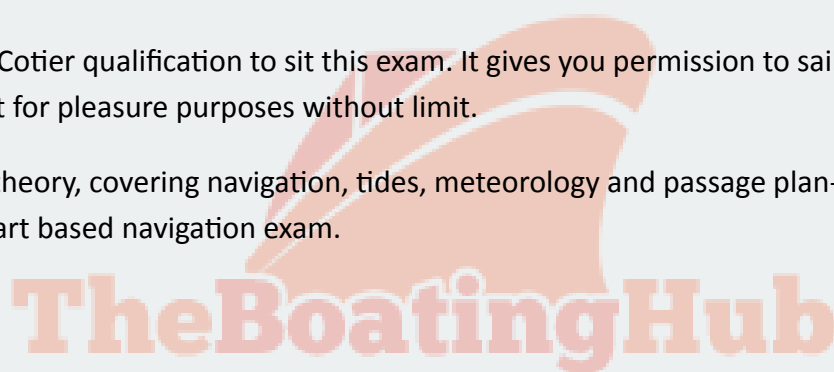 Cotier qualification to sit this exam. It gives you permission to sai
t for pleasure purposes without limit.
theory, covering navigation, tides, meteorology and passage plan-
art based navigation exam.
TheBoatingHub